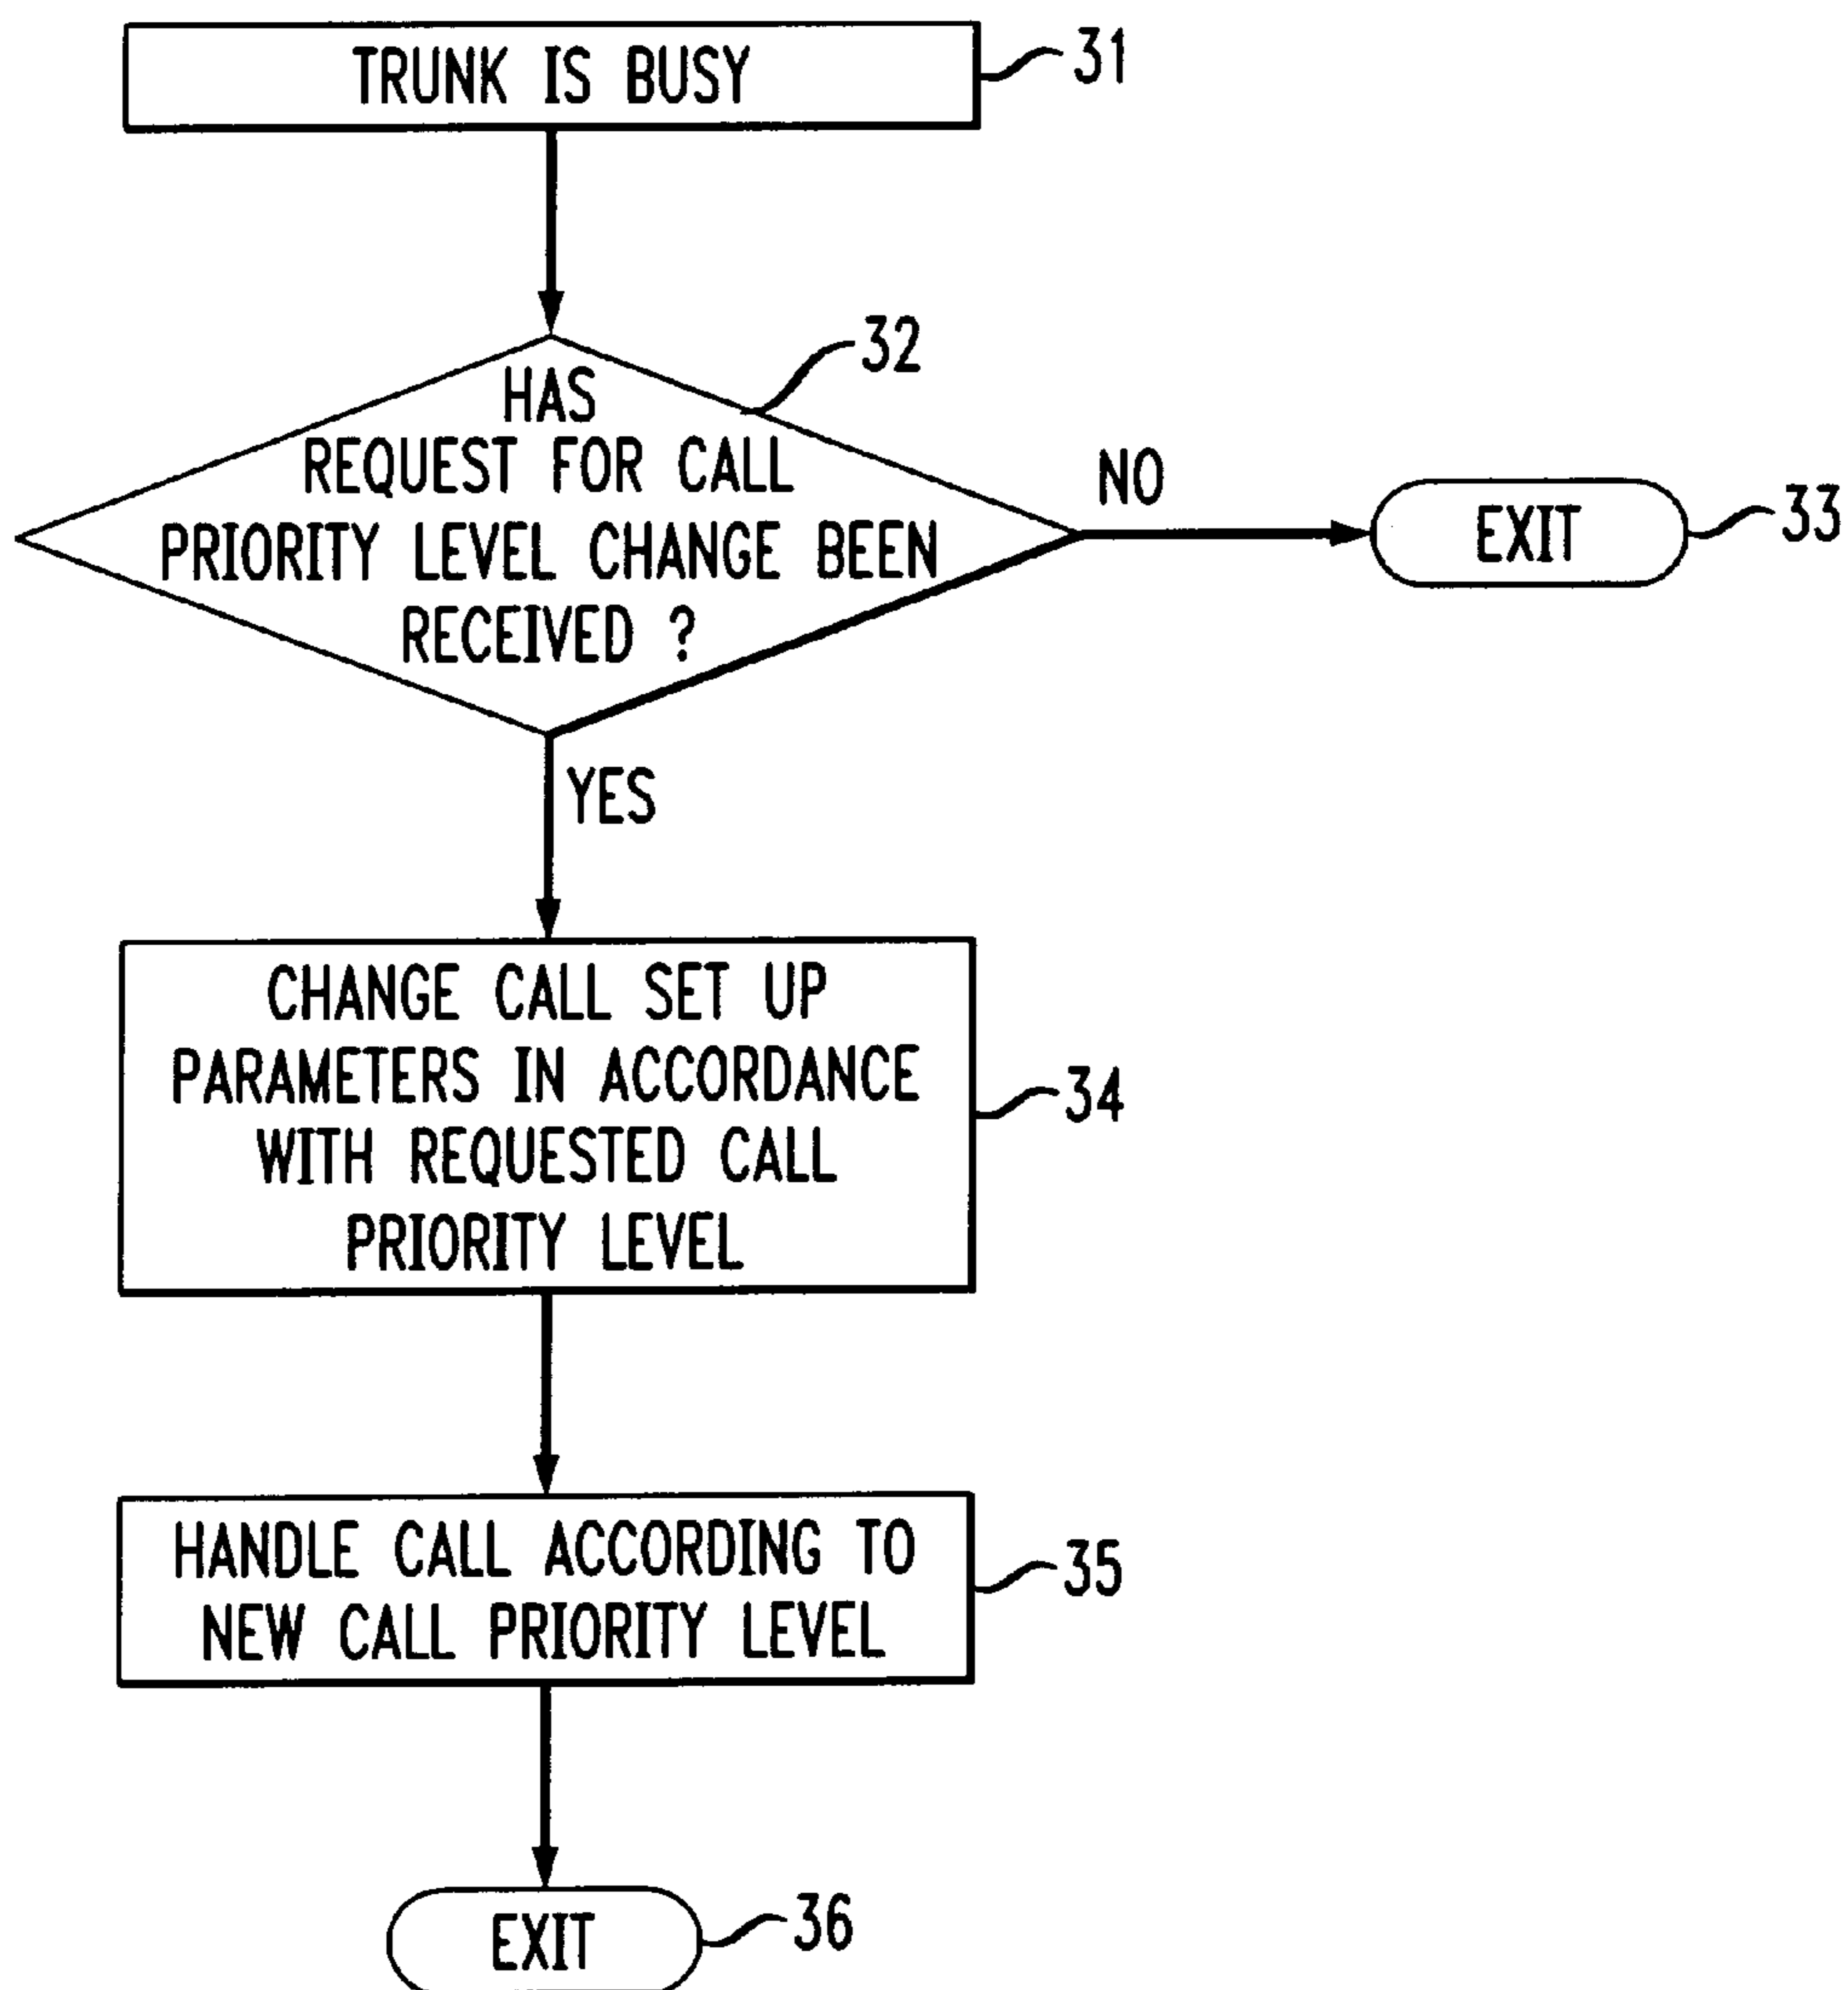 TRUNK IS BUSY
31
32
HAS
REQUEST FOR CALL
PRIORITY LEVEL CHANGE BEEN
RECEIVED ?
NO
EXIT
33
YES
CHANGE CALL SET UP
PARAMETERS IN ACCORDANCE
WITH REQUESTED CALL
PRIORITY LEVEL
34
HANDLE CALL ACCORDING TO
NEW CALL PRIORITY LEVEL
35
EXIT
36